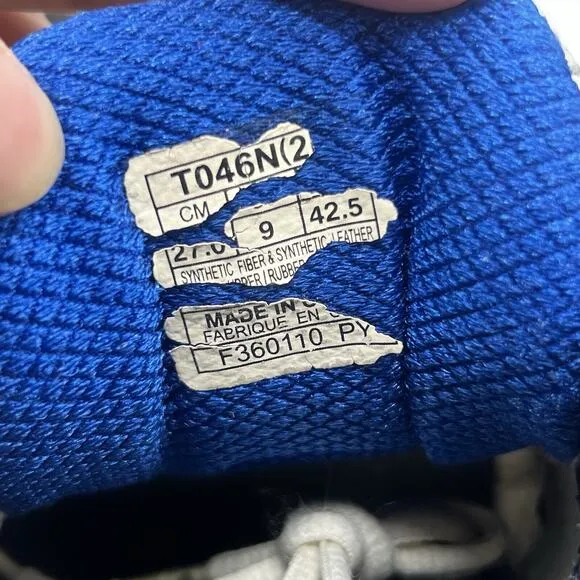 T046N(2
CM
27.0 9 42.5
SYNTHETIC FIBER & SYNTHETIC LEATHER
RUBBER
MADE IN
FABRIQUE EN
F360110 PY